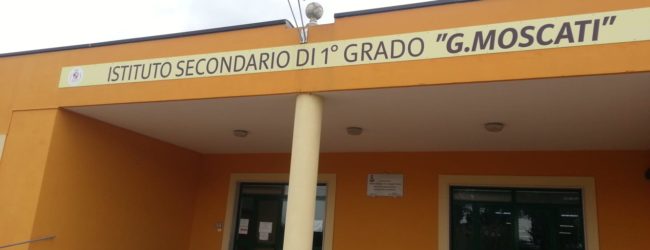 ISTITUTO SECONDARIO DI 1° GRADO "G.MOSCATI"